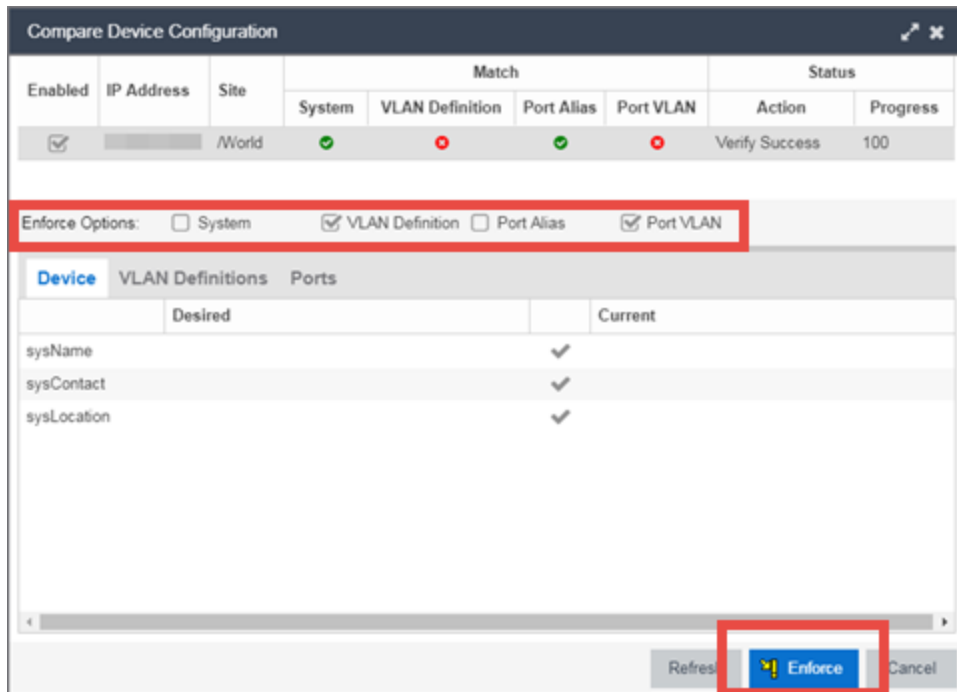 Compare Device Configuration
Enabled IP Address Site Match Status
System VLAN Definition Port Alias Port VLAN Action Progress
/World Verify Success 100
Enforce Options: System VLAN Definition Port Alias Port VLAN
Device VLAN Definitions Ports
Desired Current
sysName
sysContact
sysLocation
Refresh Enforce Cancel